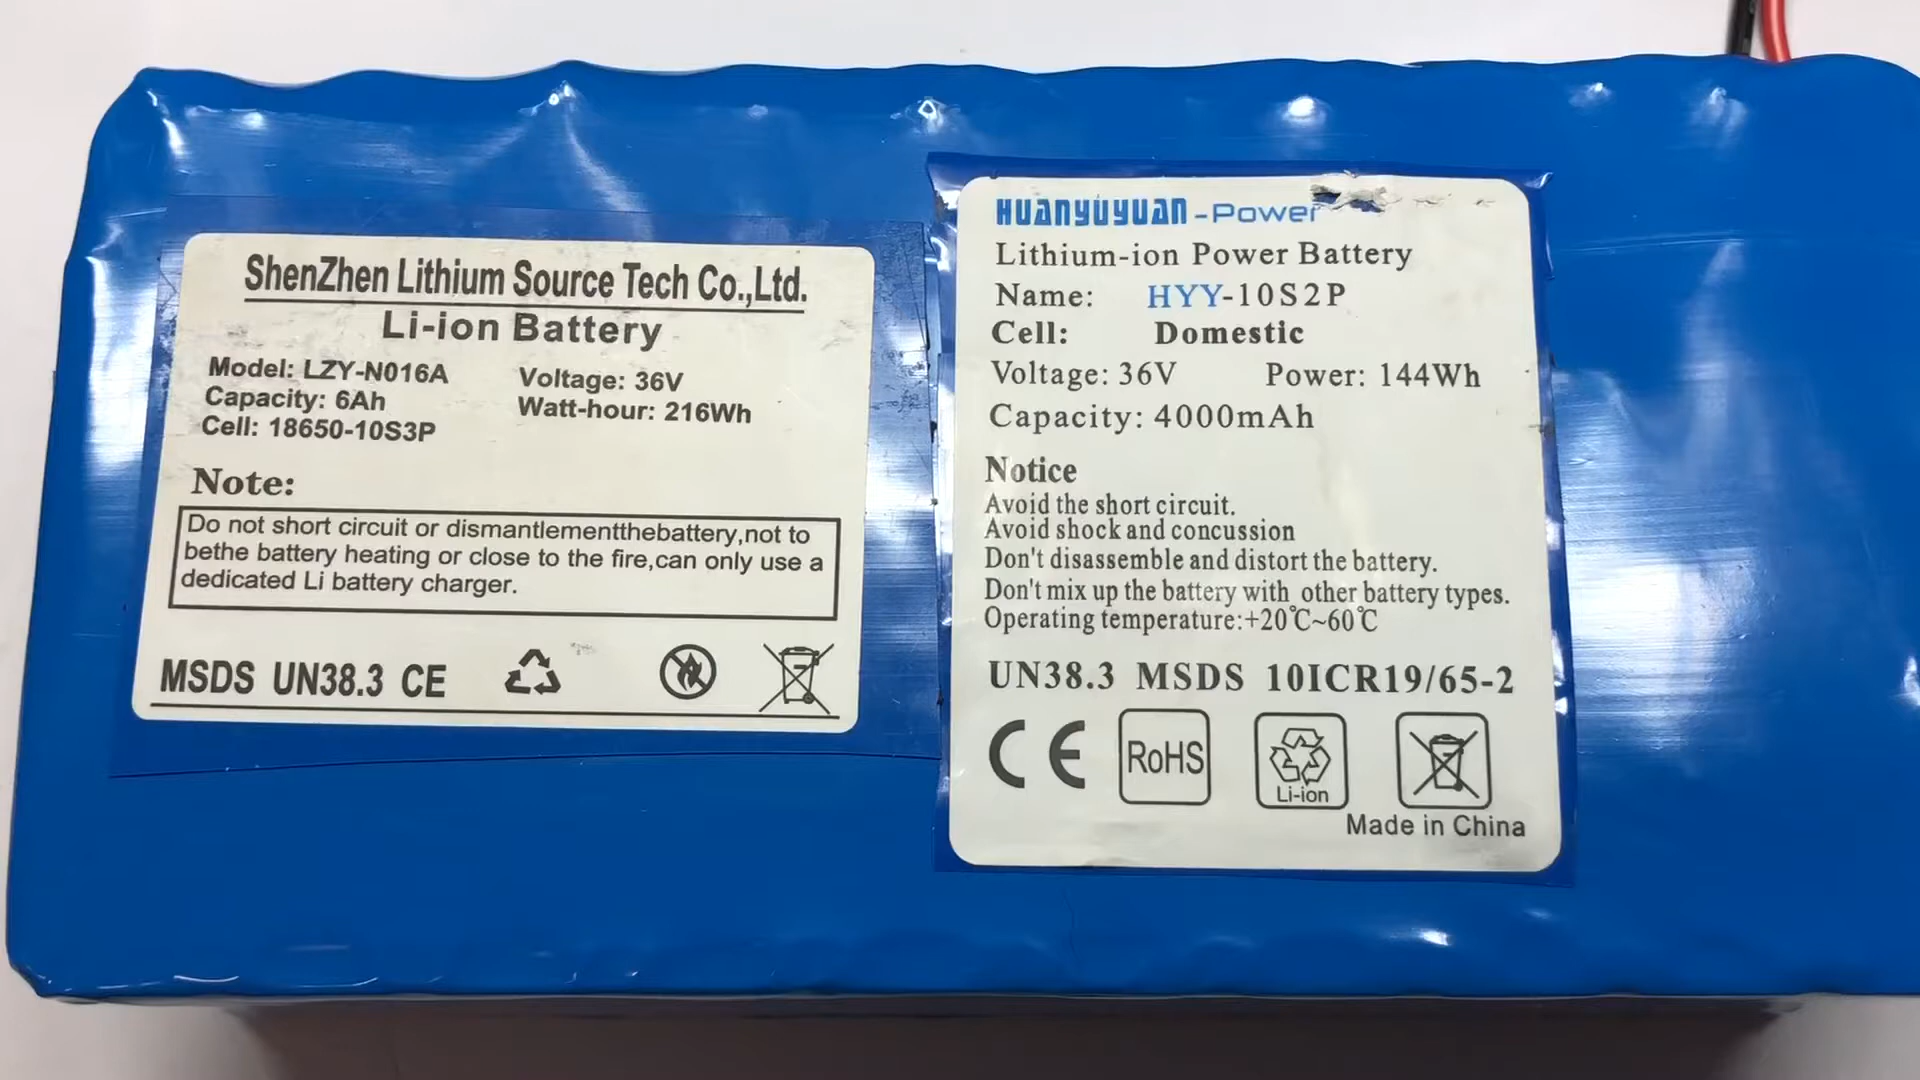 ShenZhen Lithium Source Tech Co.,Ltd.
Li-ion Battery
Model: LZY-N016A
Voltage: 36V
Capacity: 6Ah
Watt-hour: 216Wh
Cell: 18650-10S3P
Note:
Do not short circuit or dismantlementthebattery,not to
bethe battery heating or close to the fire,can only use a
dedicated Li battery charger.
MSDS UN38.3 CE
HUANYUYUAN-Power
Lithium-ion Power Battery
Name: HYY-10S2P
Cell: Domestic
Voltage: 36V Power: 144Wh
Capacity: 4000mAh
Notice
Avoid the short circuit.
Avoid shock and concussion
Don't disassemble and distort the battery.
Don't mix up the battery with other battery types.
Operating temperature:+20℃~60℃
UN38.3 MSDS 10ICR19/65-2
CE RoHS Li-ion
Made in China